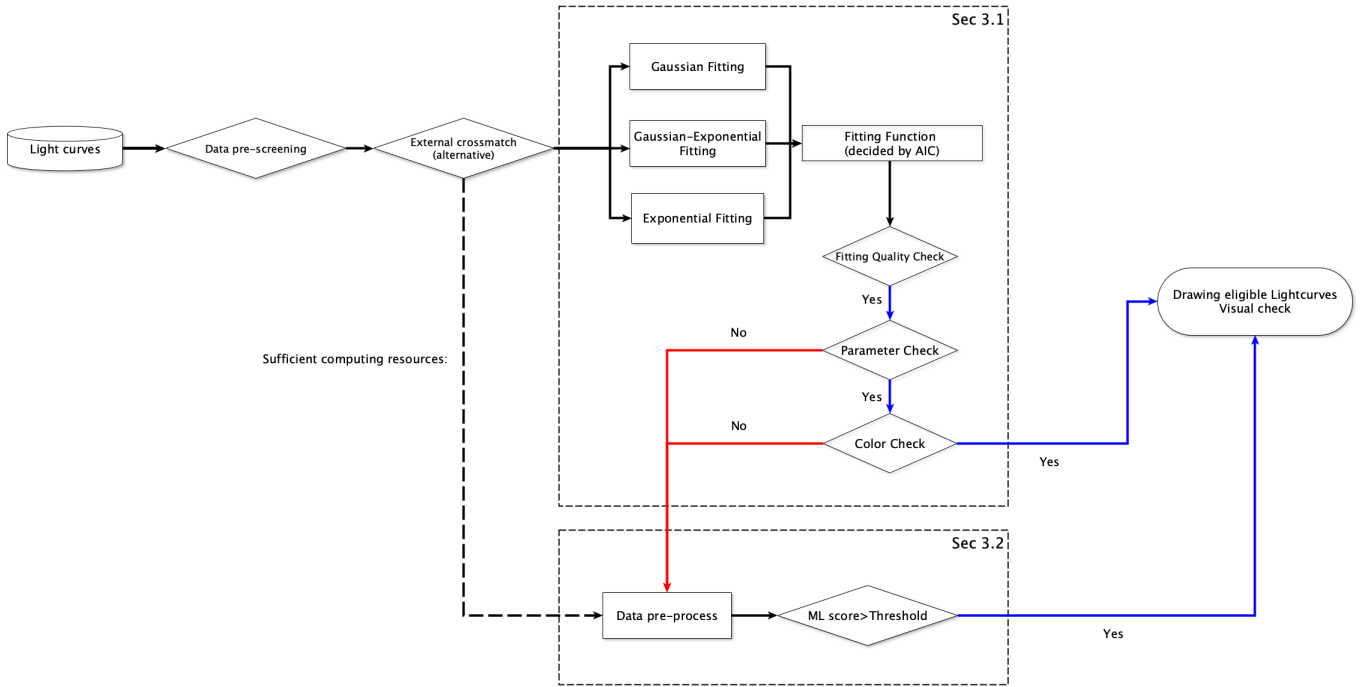 Sec 3.1
Gaussian Fitting
Light curves
Data pre-screening
External crossmatch
(alternative)
Gaussian-Exponential
Fitting
Fitting Function
(decided by AIC)
Exponential Fitting
Fitting Quality Check
Yes
Drawing eligible Lightcurves
Visual check
No
Parameter Check
Sufficient computing resources:
Yes
No
Color Check
Yes
Sec 3.2
Data pre-process
ML score>Threshold
Yes